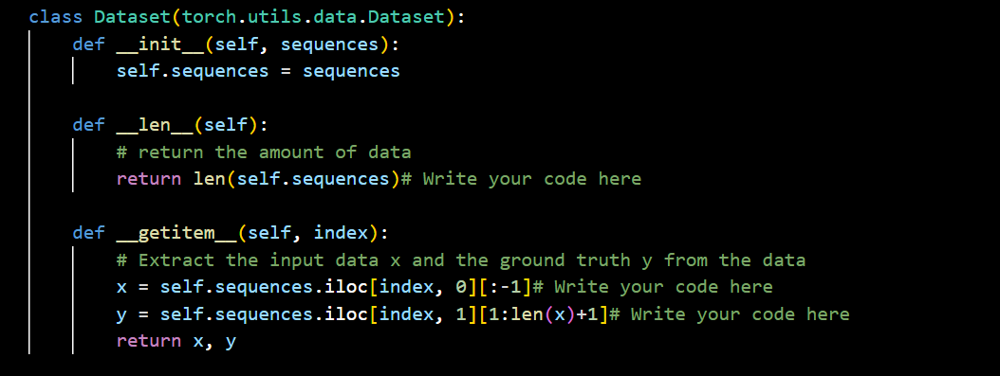 class Dataset(torch.utils.data.Dataset):
    def __init__(self, sequences):
        self.sequences = sequences

    def __len__(self):
        # return the amount of data
        return len(self.sequences)# Write your code here

    def __getitem__(self, index):
        # Extract the input data x and the ground truth y from the data
        x = self.sequences.iloc[index, 0][:-1]# Write your code here
        y = self.sequences.iloc[index, 1][1:len(x)+1]# Write your code here
        return x, y